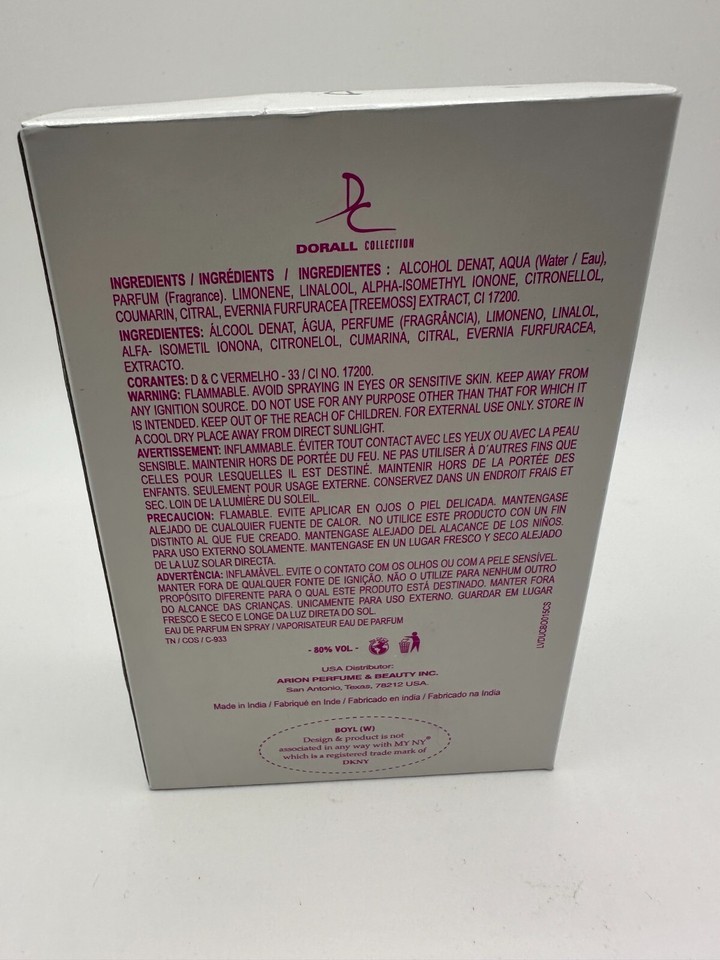 DC
DORALL COLLECTION
INGREDIENTS / INGRÉDIENTS / INGREDIENTES : ALCOHOL DENAT, AQUA (Water / Eau),
PARFUM (Fragrance). LIMONENE, LINALOOL, ALPHA-ISOMETHYL IONONE, CITRONELLOL,
COUMARIN, CITRAL, EVERNIA FURFURACEA [TREEMOSS] EXTRACT, CI 17200.
INGREDIENTES: ÁLCOOL DENAT, ÁGUA, PERFUME (FRAGRÂNCIA), LIMONENO, LINALOL,
ALFA- ISOMETIL IONONA, CITRONELOL, CUMARINA, CITRAL, EVERNIA FURFURACEA,
EXTRACTO.
CORANTES: D & C VERMELHO - 33 / CI NO. 17200.
WARNING: FLAMMABLE. AVOID SPRAYING IN EYES OR SENSITIVE SKIN. KEEP AWAY FROM
ANY IGNITION SOURCE. DO NOT USE FOR ANY PURPOSE OTHER THAN THAT FOR WHICH IT
IS INTENDED. KEEP OUT OF THE REACH OF CHILDREN. FOR EXTERNAL USE ONLY. STORE IN
A COOL DRY PLACE AWAY FROM DIRECT SUNLIGHT.
AVERTISSEMENT: INFLAMMABLE. ÉVITER TOUT CONTACT AVEC LES YEUX OU AVEC LA PEAU
SENSIBLE. MAINTENIR HORS DE PORTÉE DU FEU. NE PAS UTILISER À D'AUTRES FINS QUE
CELLES POUR LESQUELLES IL EST DESTINÉ. MAINTENIR HORS DE LA PORTÉE DES
ENFANTS. SEULEMENT POUR USAGE EXTERNE. CONSERVEZ DANS UN ENDROIT FRAIS ET
SEC. LOIN DE LA LUMIÈRE DU SOLEIL.
PRECAUCION: FLAMABLE. EVITE APLICAR EN OJOS O PIEL DELICADA. MANTENGASE
ALEJADO DE CUALQUIER FUENTE DE CALOR. NO UTILICE ESTE PRODUCTO CON UN FIN
DISTINTO AL QUE FUE CREADO. MANTENGASE ALEJADO DEL ALACANCE DE LOS NIÑOS.
PARA USO EXTERNO SOLAMENTE. MANTENGASE EN UN LUGAR FRESCO Y SECO ALEJADO
DE LA LUZ SOLAR DIRECTA.
ADVERTÊNCIA: INFLAMÁVEL. EVITE O CONTATO COM OS OLHOS OU COM A PELE SENSÍVEL.
MANTER FORA DE QUALQUER FONTE DE IGNIÇÃO. NÃO O UTILIZE PARA NENHUM OUTRO
PROPÓSITO DIFERENTE PARA O QUAL ESTE PRODUTO ESTÁ DESTINADO. MANTER FORA
DO ALCANCE DAS CRIANÇAS. UNICAMENTE PARA USO EXTERNO. GUARDAR EM LUGAR
FRESCO E SECO E LONGE DA LUZ DIRETA DO SOL.
EAU DE PARFUM EN SPRAY / VAPORISATEUR EAU DE PARFUM
TN / COS / C-933
- 80% VOL. -
USA Distributor:
ARION PERFUME & BEAUTY INC.
San Antonio, Texas, 78212 USA.
Made in India / Fabriqué en Inde / Fabricado en india / Fabricado na India
BOYL (W)
Design & product is not
associated in any way with MY NY®
which is a registered trade mark of
DKNY